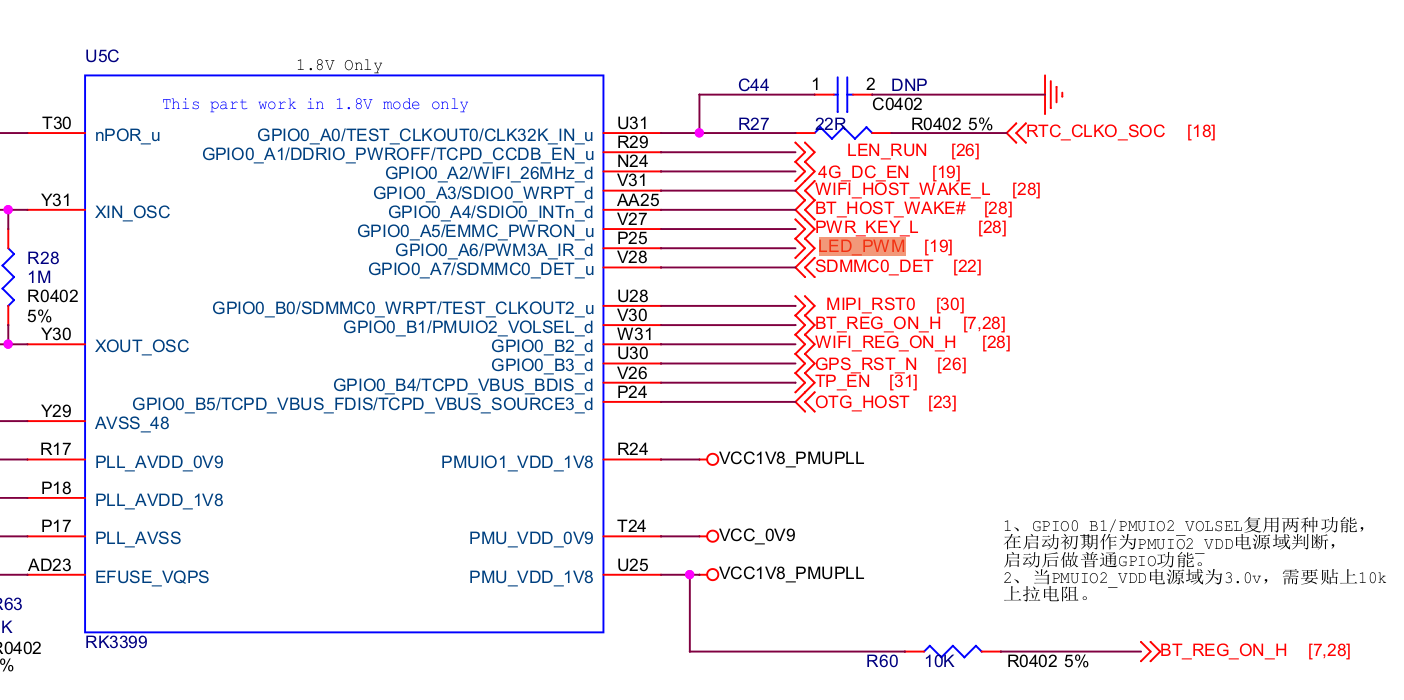 U5C
1.8V Only
This part work in 1.8V mode only
C44 1 2 DNP
C0402
T30 nPOR_u GPIO0_A0/TEST_CLKOUT0/CLK32K_IN_u U31 R27 22R R0402 5% RTC_CLKO_SOC [18]
GPIO0_A1/DDRIO_PWROFF/TCPD_CCDB_EN_u R29 LEN_RUN [26]
GPIO0_A2/WIFI_26MHz_d N24 4G_DC_EN [19]
GPIO0_A3/SDIO0_WRPT_d V31 WIFI_HOST_WAKE_L [28]
Y31 XIN_OSC GPIO0_A4/SDIO0_INTn_d AA25 BT_HOST_WAKE# [28]
GPIO0_A5/EMMC_PWRON_u V27 PWR_KEY_L [28]
GPIO0_A6/PWM3A_IR_d P25 LED_PWM [19]
GPIO0_A7/SDMMC0_DET_u V28 SDMMC0_DET [22]
R28
1M
R0402
5%
GPIO0_B0/SDMMC0_WRPT/TEST_CLKOUT2_u U28 MIPI_RST0 [30]
GPIO0_B1/PMUIO2_VOLSEL_d V30 BT_REG_ON_H [7,28]
Y30 XOUT_OSC GPIO0_B2_d W31 WIFI_REG_ON_H [28]
GPIO0_B3_d U30 GPS_RST_N [26]
GPIO0_B4/TCPD_VBUS_BDIS_d V26 TP_EN [31]
GPIO0_B5/TCPD_VBUS_FDIS/TCPD_VBUS_SOURCE3_d P24 OTG_HOST [23]
Y29 AVSS_48
R17 PLL_AVDD_0V9 PMUIO1_VDD_1V8 R24 VCC1V8_PMUPLL
P18 PLL_AVDD_1V8
P17 PLL_AVSS PMU_VDD_0V9 T24 VCC_0V9
AD23 EFUSE_VQPS PMU_VDD_1V8 U25 VCC1V8_PMUPLL
1、GPIO0_B1/PMUIO2_VOLSEL复用两种功能，
在启动初期作为PMUIO2_VDD电源域判断，
启动后做普通GPIO功能。
2、当PMUIO2_VDD电源域为3.0v，需要贴上10k
上拉电阻。
R63
K
R0402
%
RK3399
R60 10K R0402 5% BT_REG_ON_H [7,28]